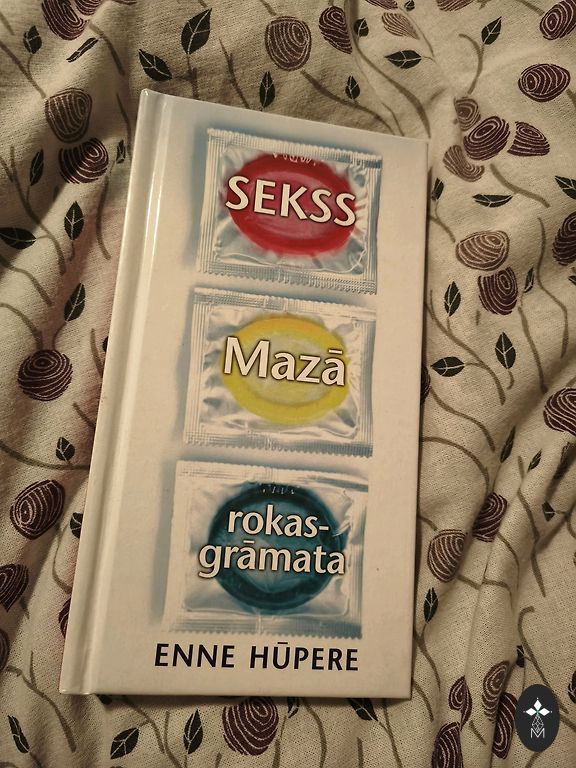 SEKSS
Mazā
rokas-
grāmata
ENNE HŪPERE